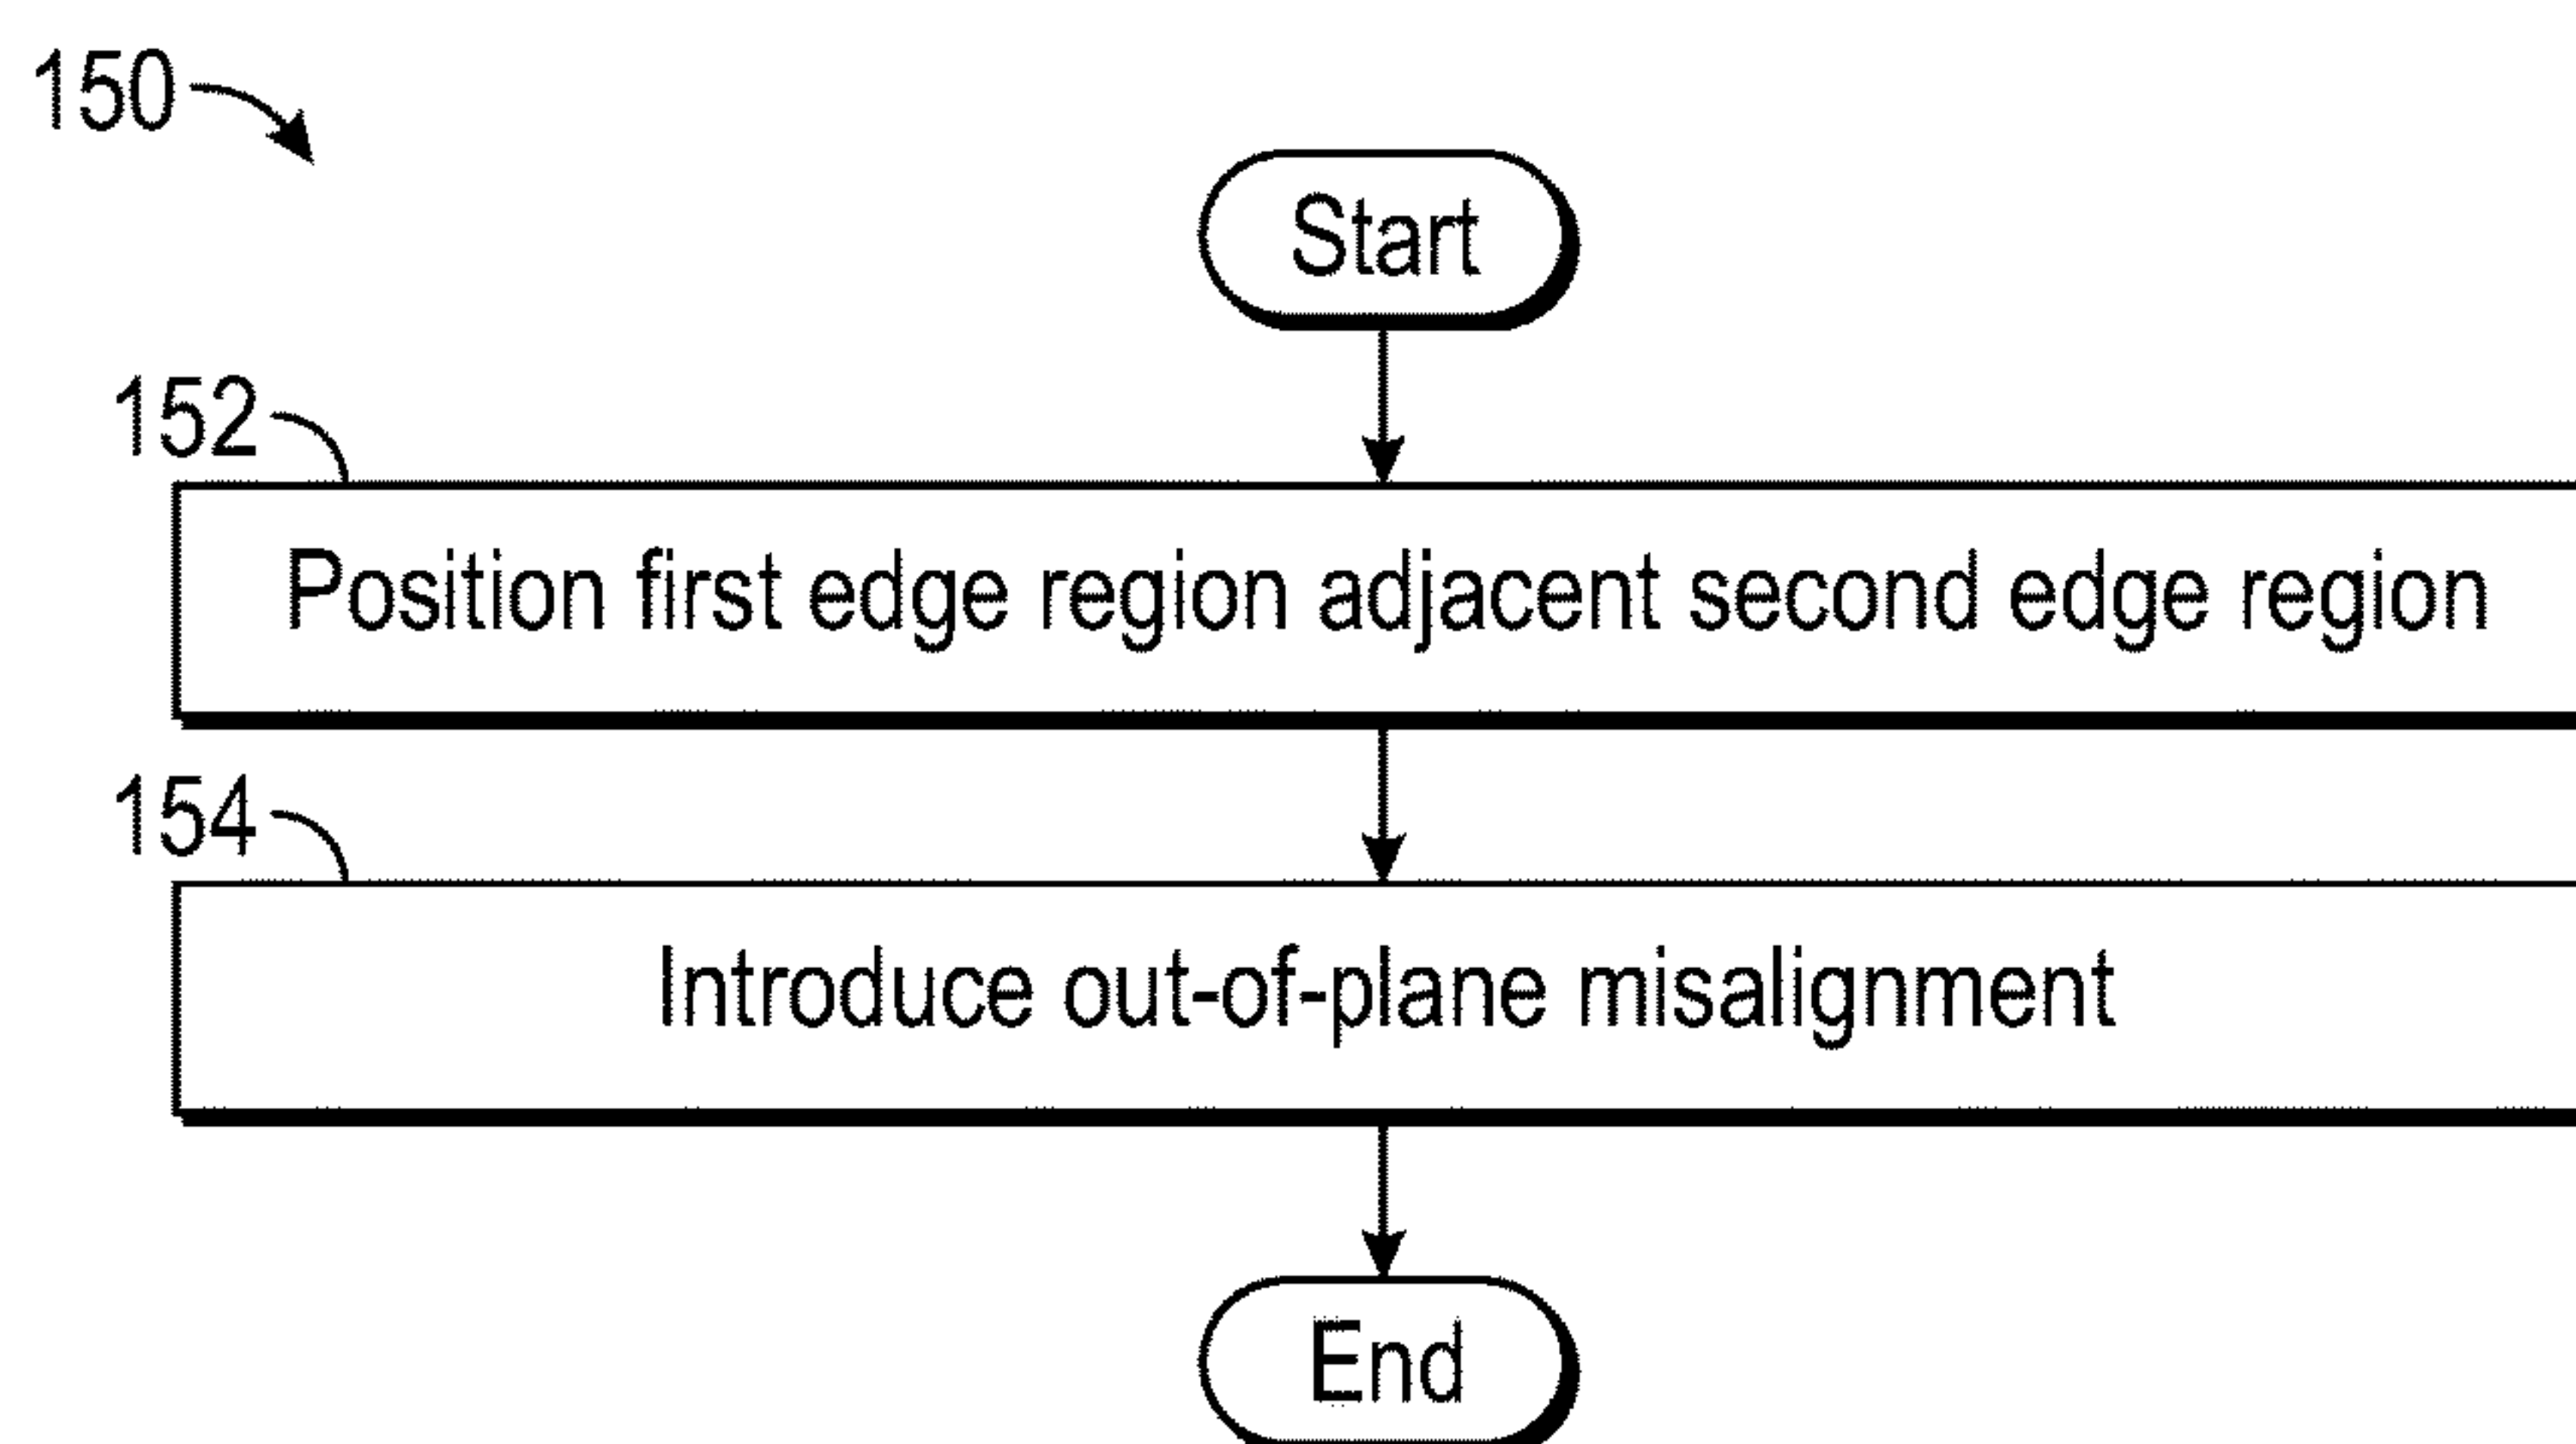 150
Start
152
Position first edge region adjacent second edge region
154
Introduce out-of-plane misalignment
End